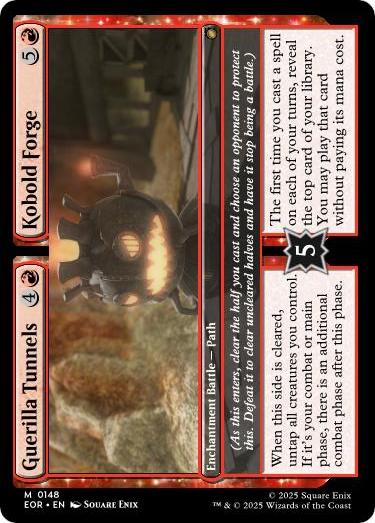 Guerilla Tunnels 4
Kobold Forge 5
Enchantment Battle — Path
(As this enters, clear the half you cast and choose an opponent to protect
this. Defeat it to clear uncleared halves and have it stop being a battle.)
When this side is cleared,
untap all creatures you control.
If it's your combat or main
phase, there is an additional
combat phase after this phase.
5
The first time you cast a spell
on each of your turns, reveal
the top card of your library.
You may play that card
without paying its mana cost.
M 0148
EOR • EN SQUARE ENIX
© 2025 Square Enix
™ & © 2025 Wizards of the Coast